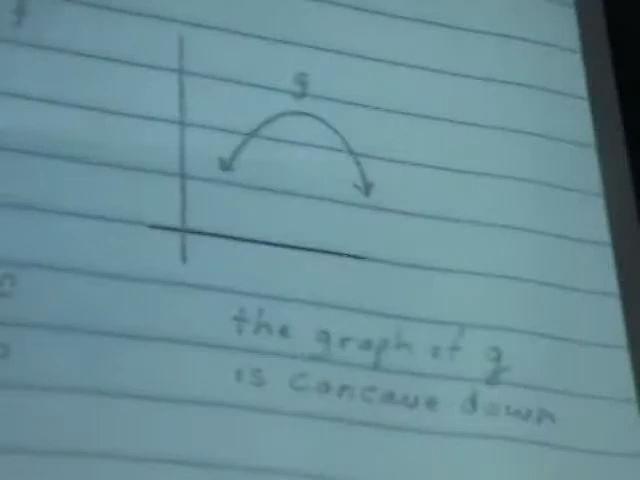 g
the graph of g
is concave down